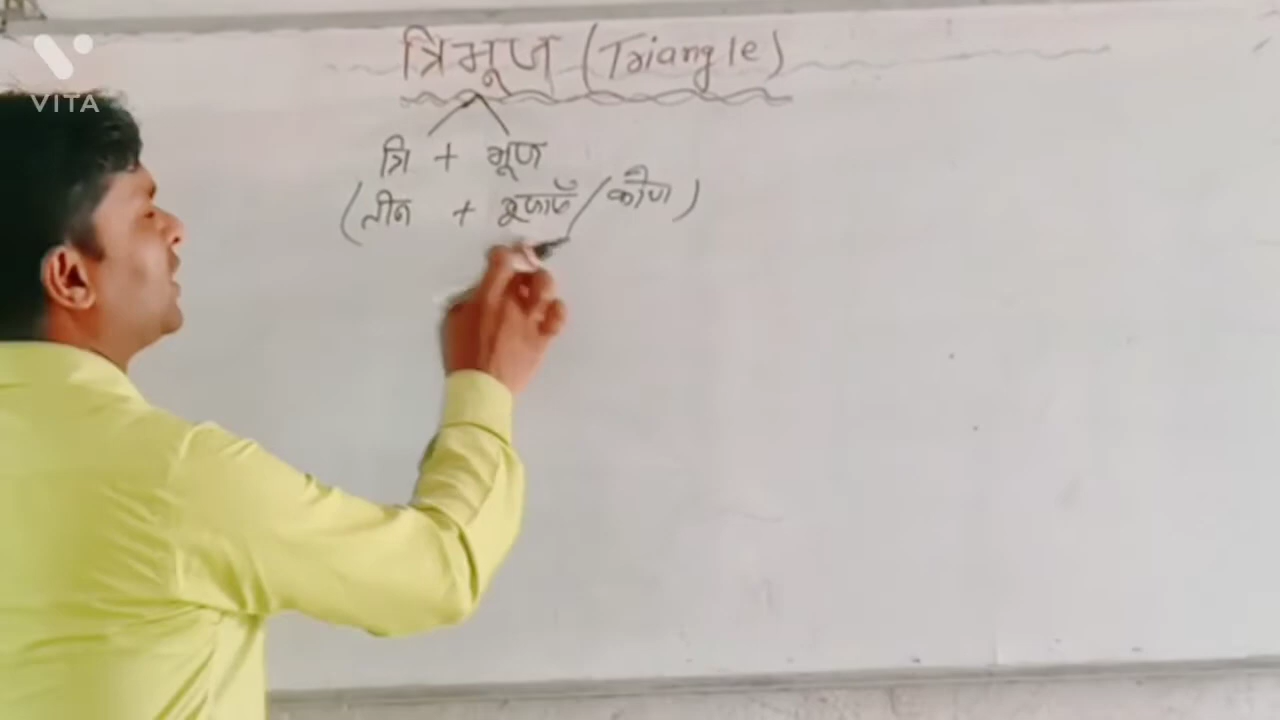 VITA
त्रिभूज (Triangle)
त्रि + भूज
(तीन + भूजाएँ/कोण)